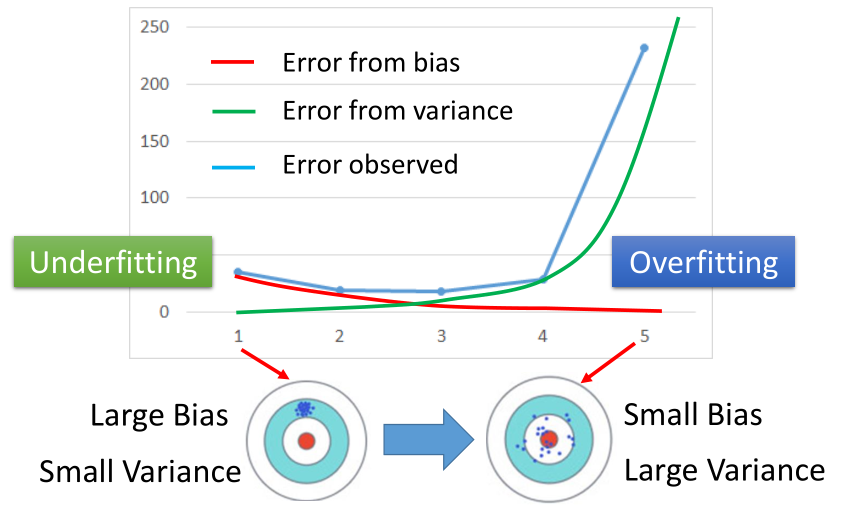 250
Error from bias
200
Error from variance
150
Error observed
100
Underfitting
Overfitting
0
1 2 3 4 5
Large Bias
Small Variance
Small Bias
Large Variance